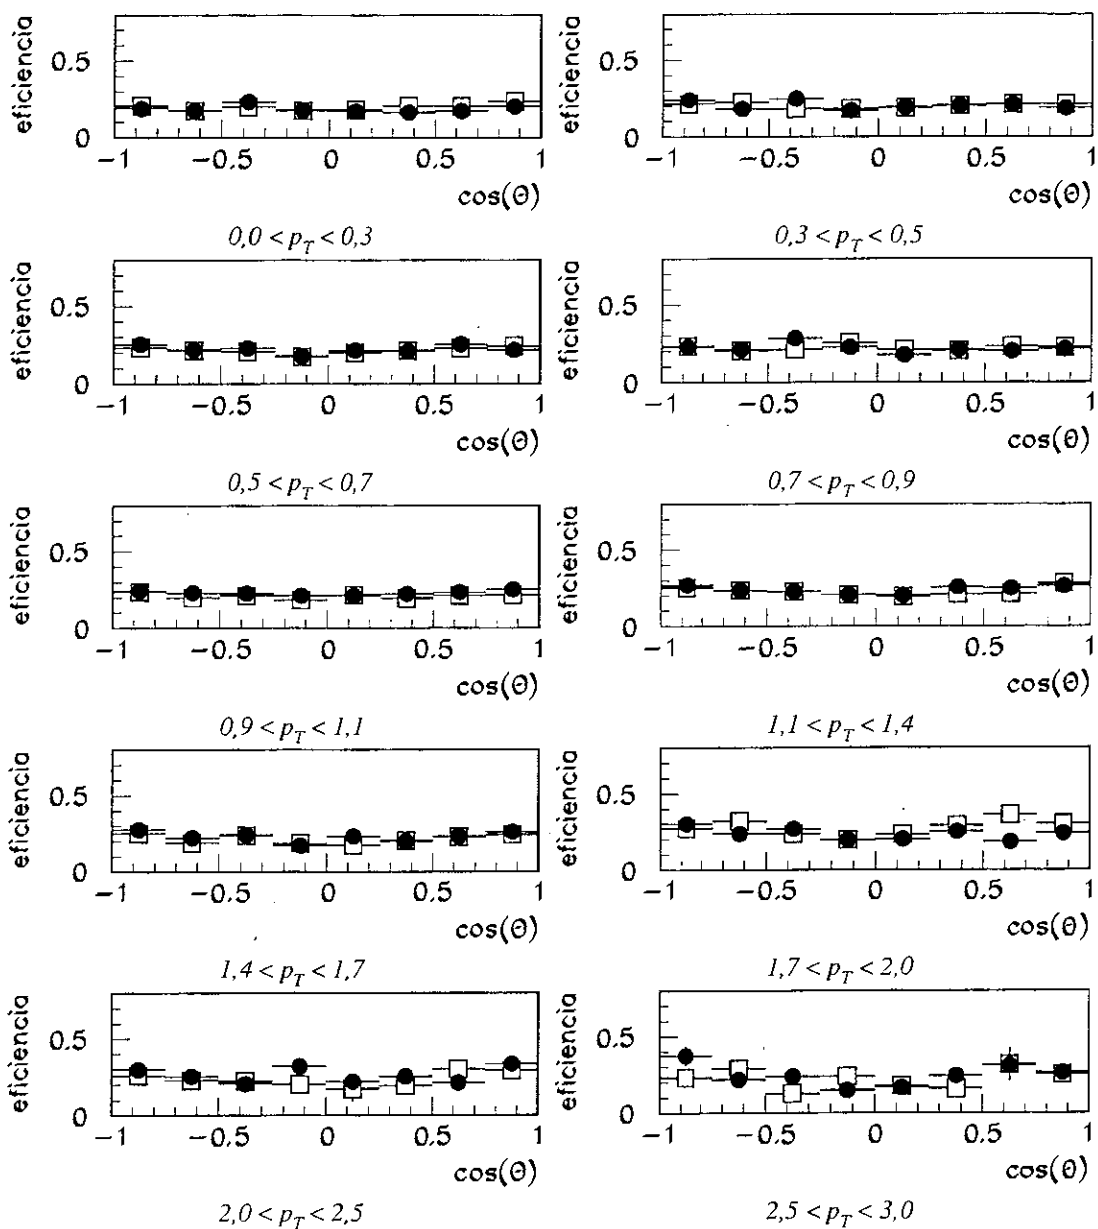 eficiencia
0.5
0
−1 −0.5 0 0.5 1
cos(Θ)
0,0 < p_T < 0,3
eficiencia
0.5
0
−1 −0.5 0 0.5 1
cos(Θ)
0,3 < p_T < 0,5
eficiencia
0.5
0
−1 −0.5 0 0.5 1
cos(Θ)
0,5 < p_T < 0,7
eficiencia
0.5
0
−1 −0.5 0 0.5 1
cos(Θ)
0,7 < p_T < 0,9
eficiencia
0.5
0
−1 −0.5 0 0.5 1
cos(Θ)
0,9 < p_T < 1,1
eficiencia
0.5
0
−1 −0.5 0 0.5 1
cos(Θ)
1,1 < p_T < 1,4
eficiencia
0.5
0
−1 −0.5 0 0.5 1
cos(Θ)
1,4 < p_T < 1,7
eficiencia
0.5
0
−1 −0.5 0 0.5 1
cos(Θ)
1,7 < p_T < 2,0
eficiencia
0.5
0
−1 −0.5 0 0.5 1
cos(Θ)
2,0 < p_T < 2,5
eficiencia
0.5
0
−1 −0.5 0 0.5 1
cos(Θ)
2,5 < p_T < 3,0